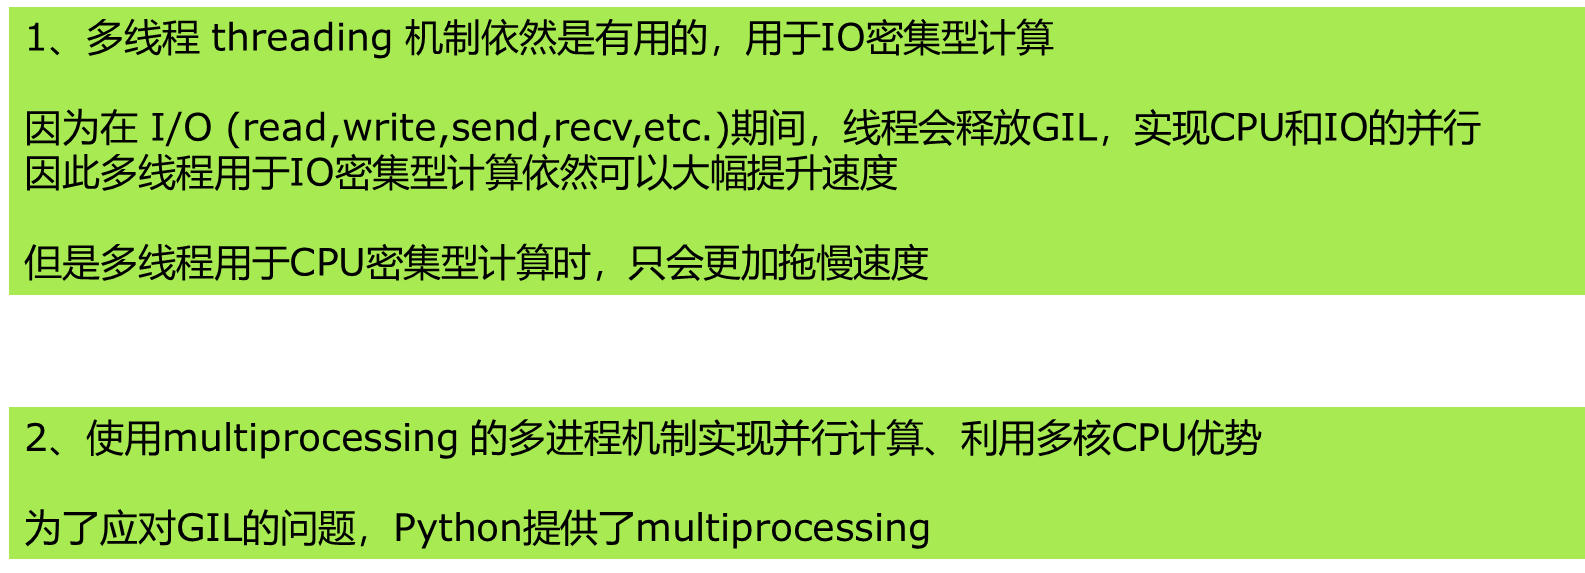 1、多线程 threading 机制依然是有用的，用于IO密集型计算
因为在 I/O (read,write,send,recv,etc.)期间，线程会释放GIL，实现CPU和IO的并行
因此多线程用于IO密集型计算依然可以大幅提升速度
但是多线程用于CPU密集型计算时，只会更加拖慢速度
2、使用multiprocessing 的多进程机制实现并行计算、利用多核CPU优势
为了应对GIL的问题，Python提供了multiprocessing